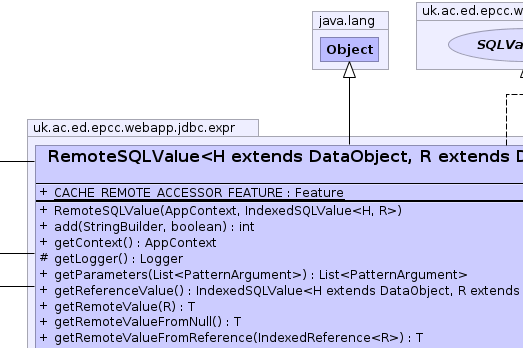 java.lang
uk.ac.ed.epcc.w
Object
SQLVa
uk.ac.ed.epcc.webapp.jdbc.expr
RemoteSQLValue<H extends DataObject, R extends D
+ CACHE_REMOTE_ACCESSOR_FEATURE : Feature
+ RemoteSQLValue(AppContext, IndexedSQLValue<H, R>)
+ add(StringBuilder, boolean) : int
+ getContext() : AppContext
# getLogger() : Logger
+ getParameters(List<PatternArgument>) : List<PatternArgument>
+ getReferenceValue() : IndexedSQLValue<H extends DataObject, R extends
+ getRemoteValue(R) : T
+ getRemoteValueFromNull() : T
+ getRemoteValueFromReference(IndexedReference<R>) : T